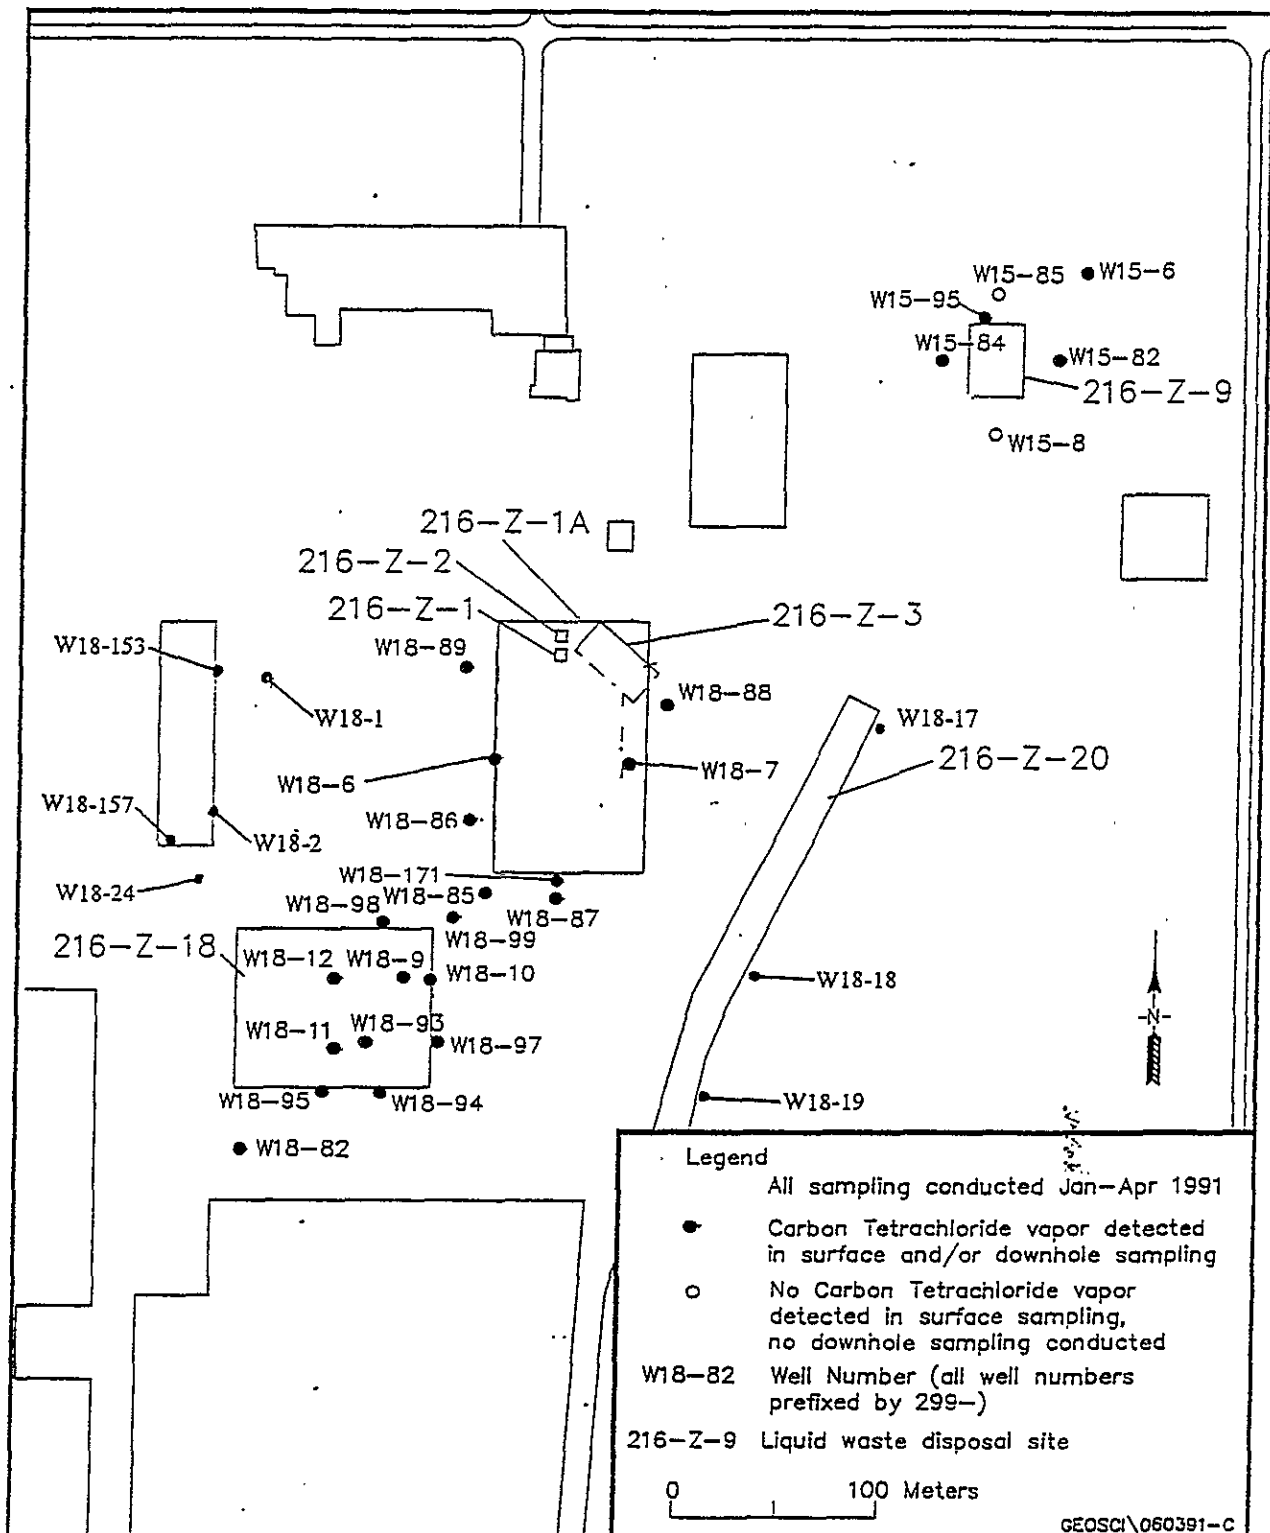 W15-85
W15-6
W15-95
W15-84
W15-82
216-Z-9
W15-8
216-Z-1A
216-Z-2
216-Z-1
216-Z-3
W18-153
W18-89
W18-1
W18-88
W18-17
W18-6
W18-7
216-Z-20
W18-157
W18-86
W18-2
W18-171
W18-24
W18-85
W18-98
W18-87
W18-99
216-Z-18
W18-12
W18-9
W18-10
W18-18
W18-11
W18-93
W18-97
-N-
W18-95
W18-94
W18-19
W18-82
Legend
All sampling conducted Jan-Apr 1991
Carbon Tetrachloride vapor detected
in surface and/or downhole sampling
No Carbon Tetrachloride vapor
detected in surface sampling,
no downhole sampling conducted
W18-82 Well Number (all well numbers
prefixed by 299-)
216-Z-9 Liquid waste disposal site
0 100 Meters
GEOSCI\060391-C